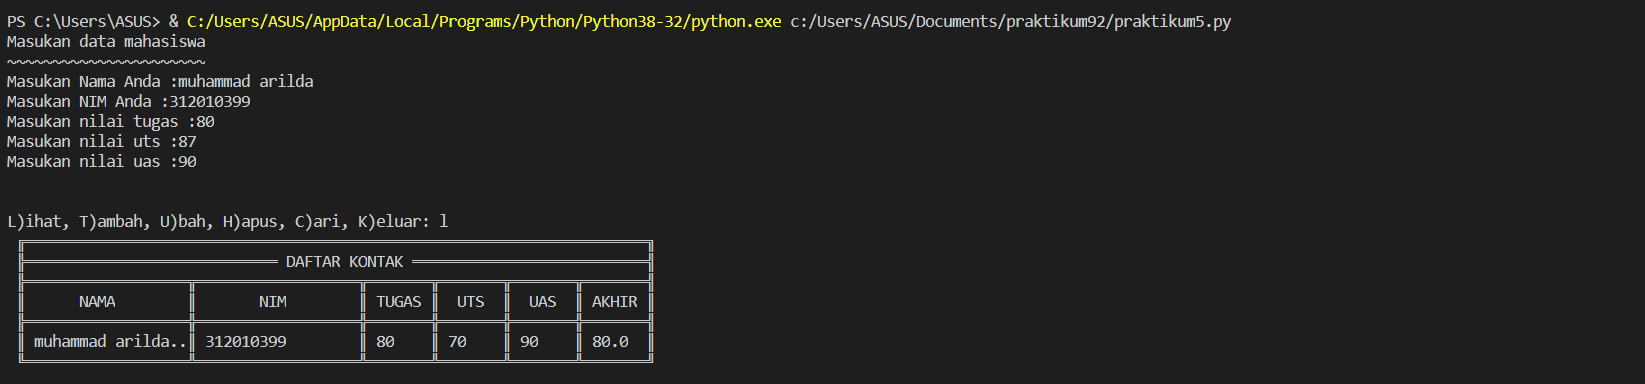 PS C:\Users\ASUS> & C:/Users/ASUS/AppData/Local/Programs/Python/Python38-32/python.exe c:/Users/ASUS/Documents/praktikum92/praktikum5.py
Masukan data mahasiswa
~~~~~~~~~~~~~~~~~~~~~~
Masukan Nama Anda :muhammad arilda
Masukan NIM Anda :312010399
Masukan nilai tugas :80
Masukan nilai uts :87
Masukan nilai uas :90
L)ihat, T)ambah, U)bah, H)apus, C)ari, K)eluar: l
DAFTAR KONTAK
NAMA NIM TUGAS UTS UAS AKHIR
muhammad arilda.. 312010399 80 70 90 80.0